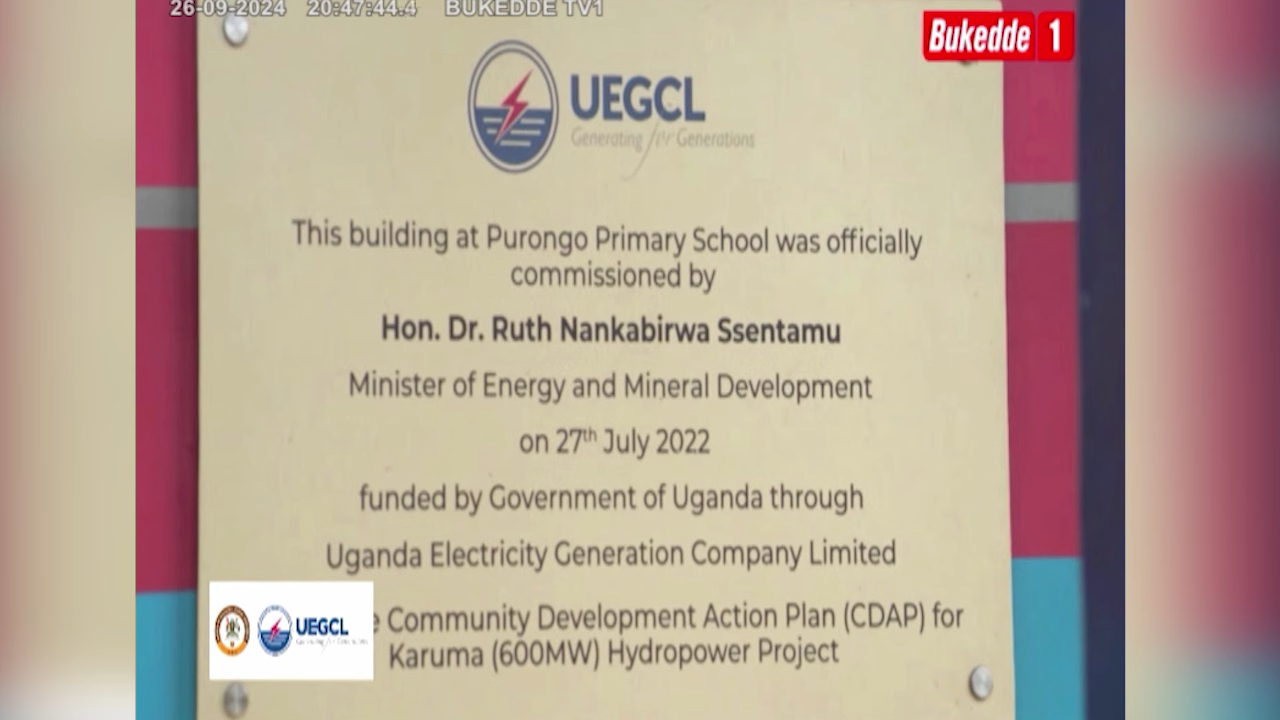 26-09-2024 20:47:44.4 BUKEDDE TV1
Bukedde 1
UEGCL
Generating for Generations
This building at Purongo Primary School was officially
commissioned by
Hon. Dr. Ruth Nankabirwa Ssentamu
Minister of Energy and Mineral Development
on 27th July 2022
funded by Government of Uganda through
Uganda Electricity Generation Company Limited
Community Development Action Plan (CDAP) for
Karuma (600MW) Hydropower Project
UEGCL